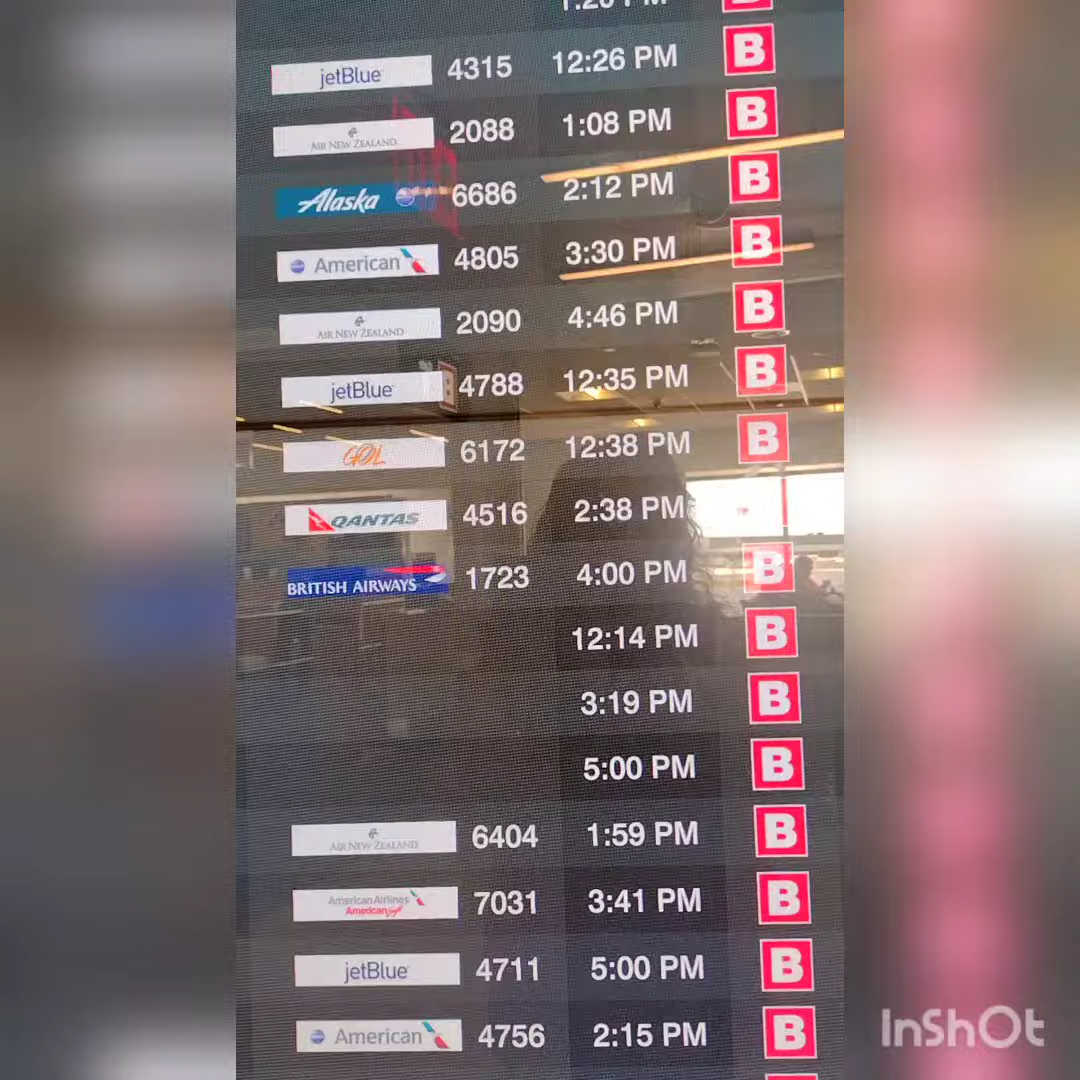 jetBlue 4315 12:26 PM B
AIR NEW ZEALAND 2088 1:08 PM B
Alaska 6686 2:12 PM B
American 4805 3:30 PM B
AIR NEW ZEALAND 2090 4:46 PM B
jetBlue 4788 12:35 PM B
GOL 6172 12:38 PM B
QANTAS 4516 2:38 PM
BRITISH AIRWAYS 1723 4:00 PM B
12:14 PM B
3:19 PM B
5:00 PM B
AIR NEW ZEALAND 6404 1:59 PM B
American Airlines American Eagle 7031 3:41 PM B
jetBlue 4711 5:00 PM B
American 4756 2:15 PM B
InShOt